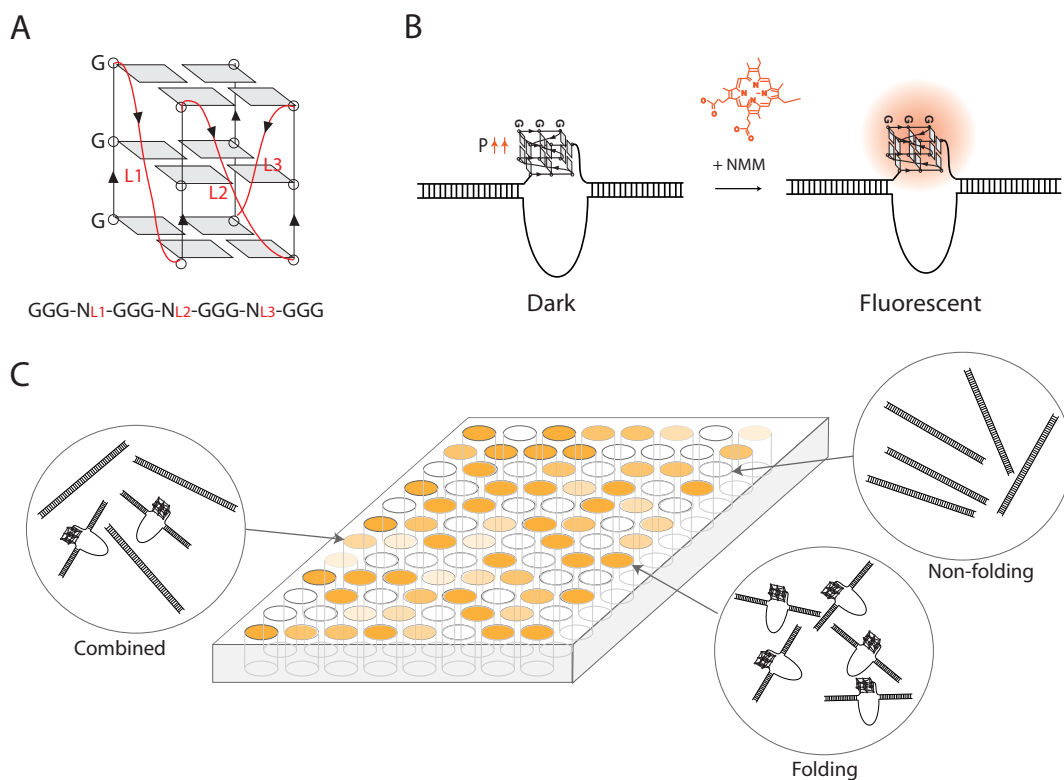 A
G
G
G
L1
L2
L3
GGG-NL1-GGG-NL2-GGG-NL3-GGG
B
P
G G G
Dark
O
O
O
O
N
N
N
N
+ NMM
G G G
Fluorescent
C
Combined
Non-folding
Folding